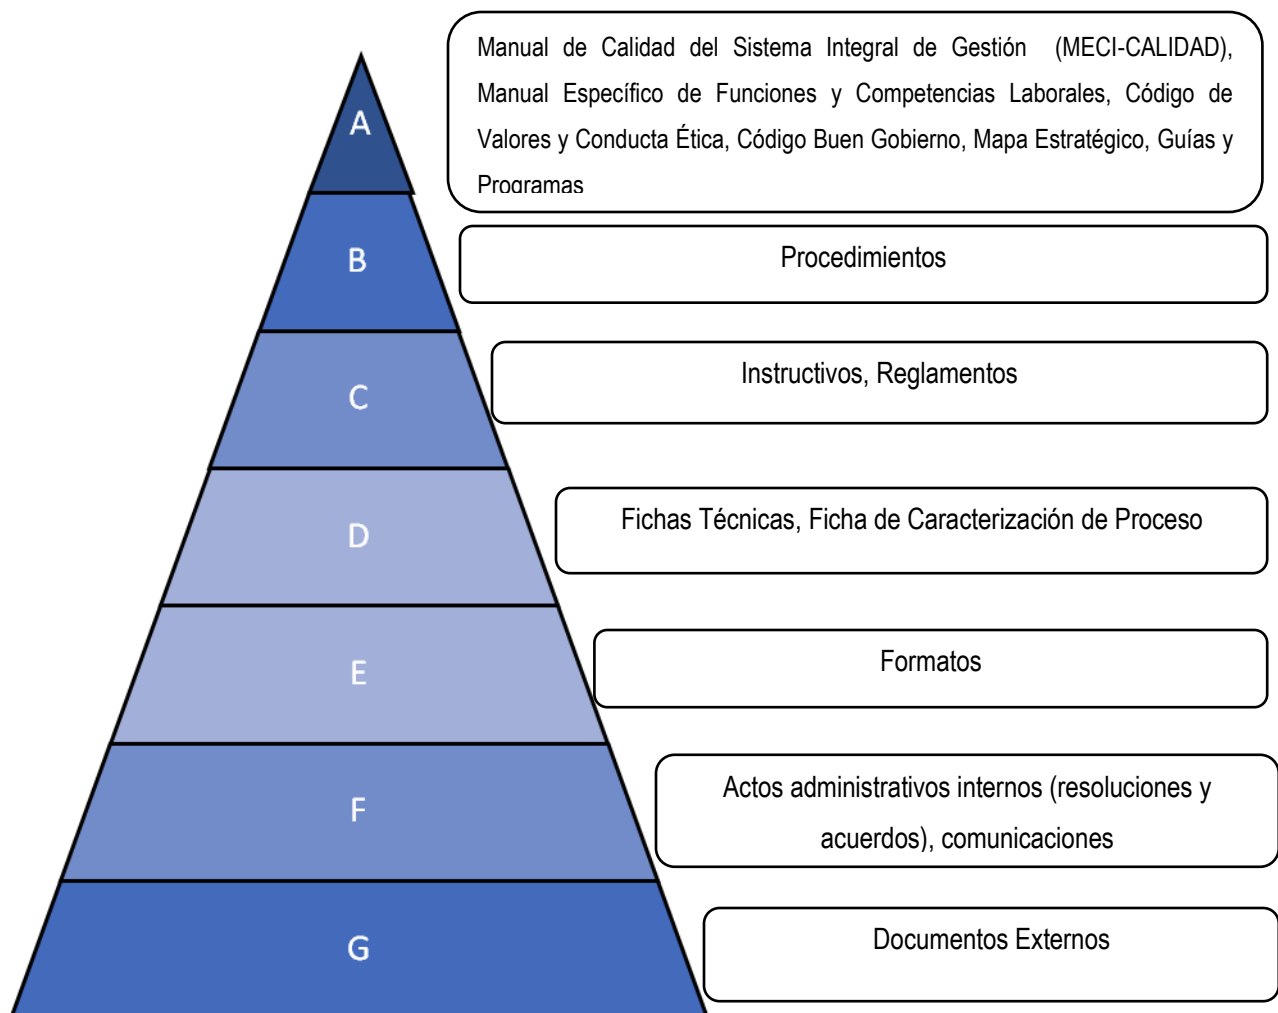 A
Manual de Calidad del Sistema Integral de Gestión (MECI-CALIDAD),
Manual Específico de Funciones y Competencias Laborales, Código de
Valores y Conducta Ética, Código Buen Gobierno, Mapa Estratégico, Guías y
Programas
B
Procedimientos
C
Instructivos, Reglamentos
D
Fichas Técnicas, Ficha de Caracterización de Proceso
E
Formatos
F
Actos administrativos internos (resoluciones y
acuerdos), comunicaciones
G
Documentos Externos